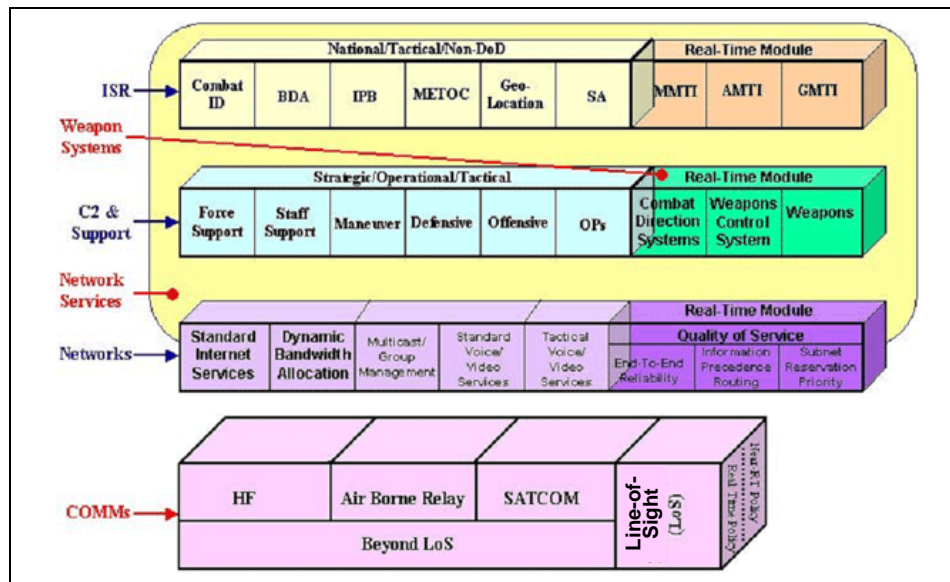 National/Tactical/Non-DoD
Real-Time Module
ISR
Combat
ID
BDA
IPB
METOC
Geo-
Location
SA
MMTI
AMTI
GMTI
Weapon
Systems
Strategic/Operational/Tactical
Real-Time Module
C2 &
Support
Force
Support
Staff
Support
Maneuver
Defensive
Offensive
OPs
Combat
Direction
Systems
Weapons
Control
System
Weapons
Network
Services
Real-Time Module
Networks
Standard
Internet
Services
Dynamic
Bandwidth
Allocation
Multicast/
Group
Management
Standard
Voice/
Video
Services
Tactical
Voice/
Video
Services
Quality of Service
End-To-End
Reliability
Information
Precedence
Routing
Subnet
Reservation
Priority
COMMs
HF
Air Borne Relay
SATCOM
Beyond LoS
Line-of-
Sight
(LoS)
Near-RT Policy
Real Time Policy